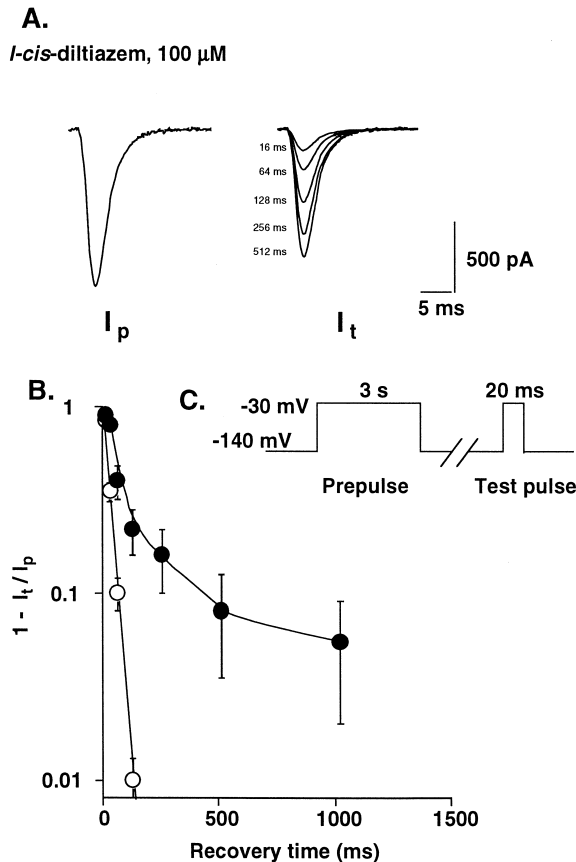 A.
l-cis-diltiazem, 100 µM
16 ms
64 ms
128 ms
256 ms
512 ms
500 pA
5 ms
Ip
It
B.
C.
3 s
20 ms
-30 mV
-140 mV
Prepulse
Test pulse
1 - It / Ip
1
0.1
0.01
0
500
1000
1500
Recovery time (ms)